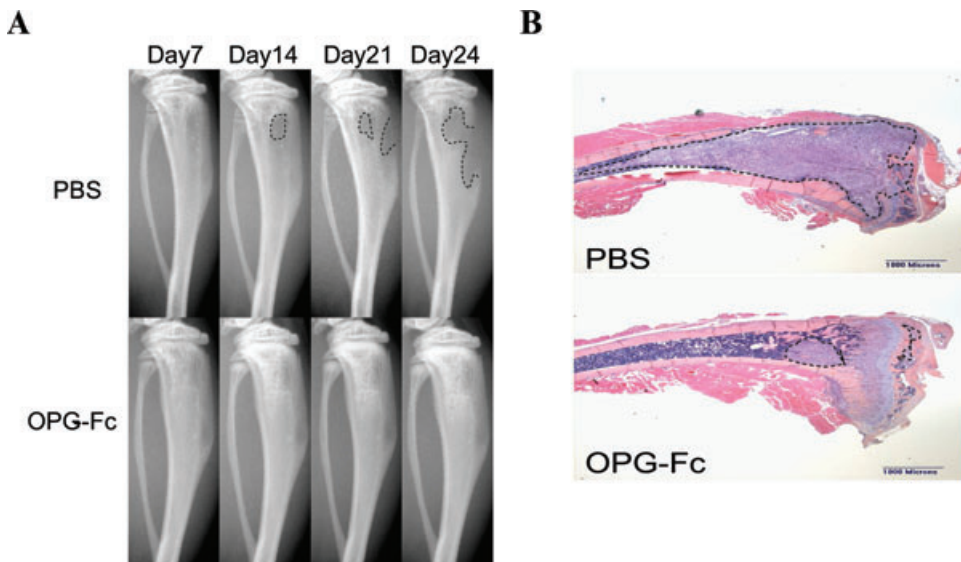 A
B
Day7 Day14 Day21 Day24
PBS
OPG-Fc
PBS
1000 Microns
OPG-Fc
1000 Microns